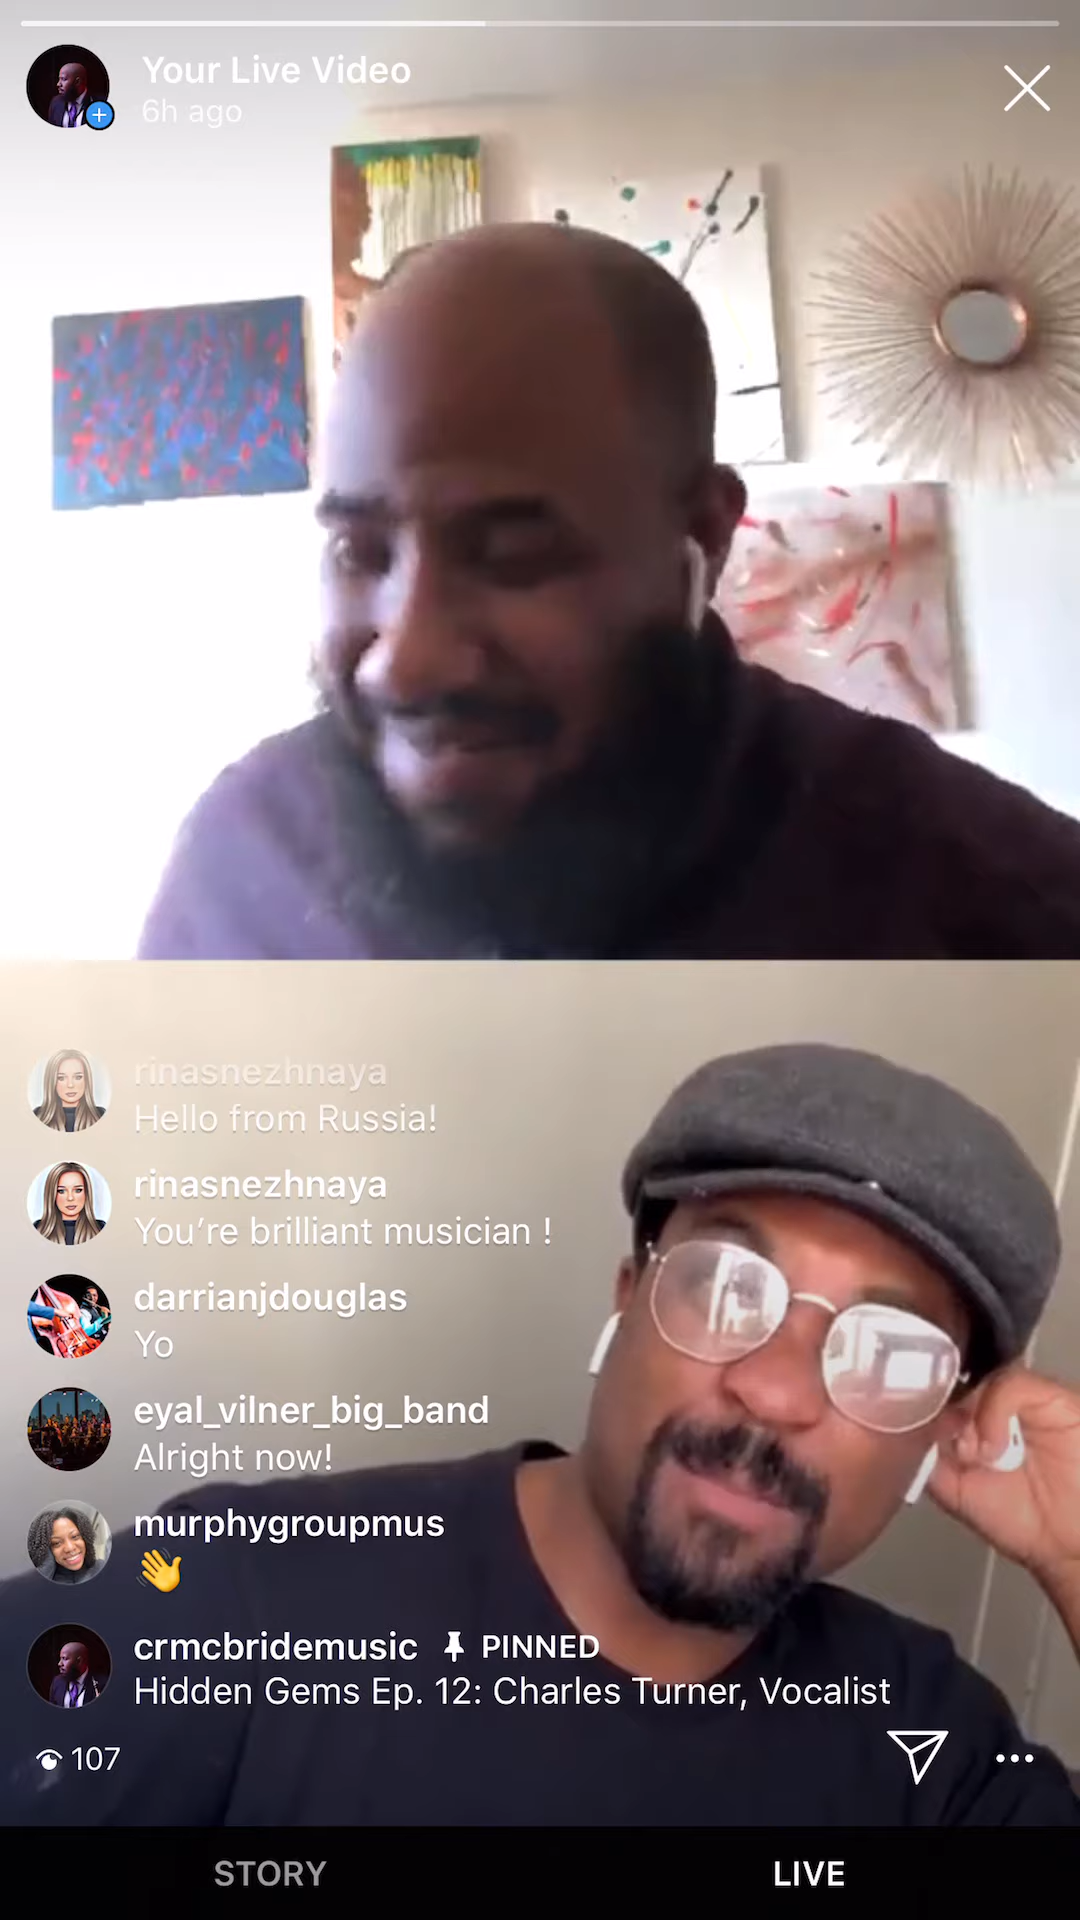 Your Live Video
6h ago
rinasnezhnaya
Hello from Russia!
rinasnezhnaya
You’re brilliant musician !
darrianjdouglas
Yo
eyal_vilner_big_band
Alright now!
murphygroupmus
👋
crmcbridemusic PINNED
Hidden Gems Ep. 12: Charles Turner, Vocalist
107
STORY
LIVE